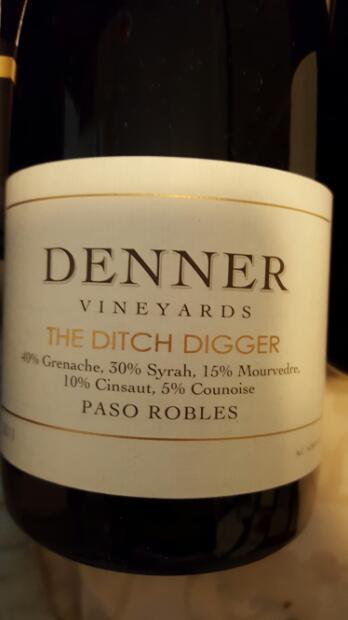 DENNER
VINEYARDS
THE DITCH DIGGER
40% Grenache, 30% Syrah, 15% Mourvedre,
10% Cinsaut, 5% Counoise
PASO ROBLES